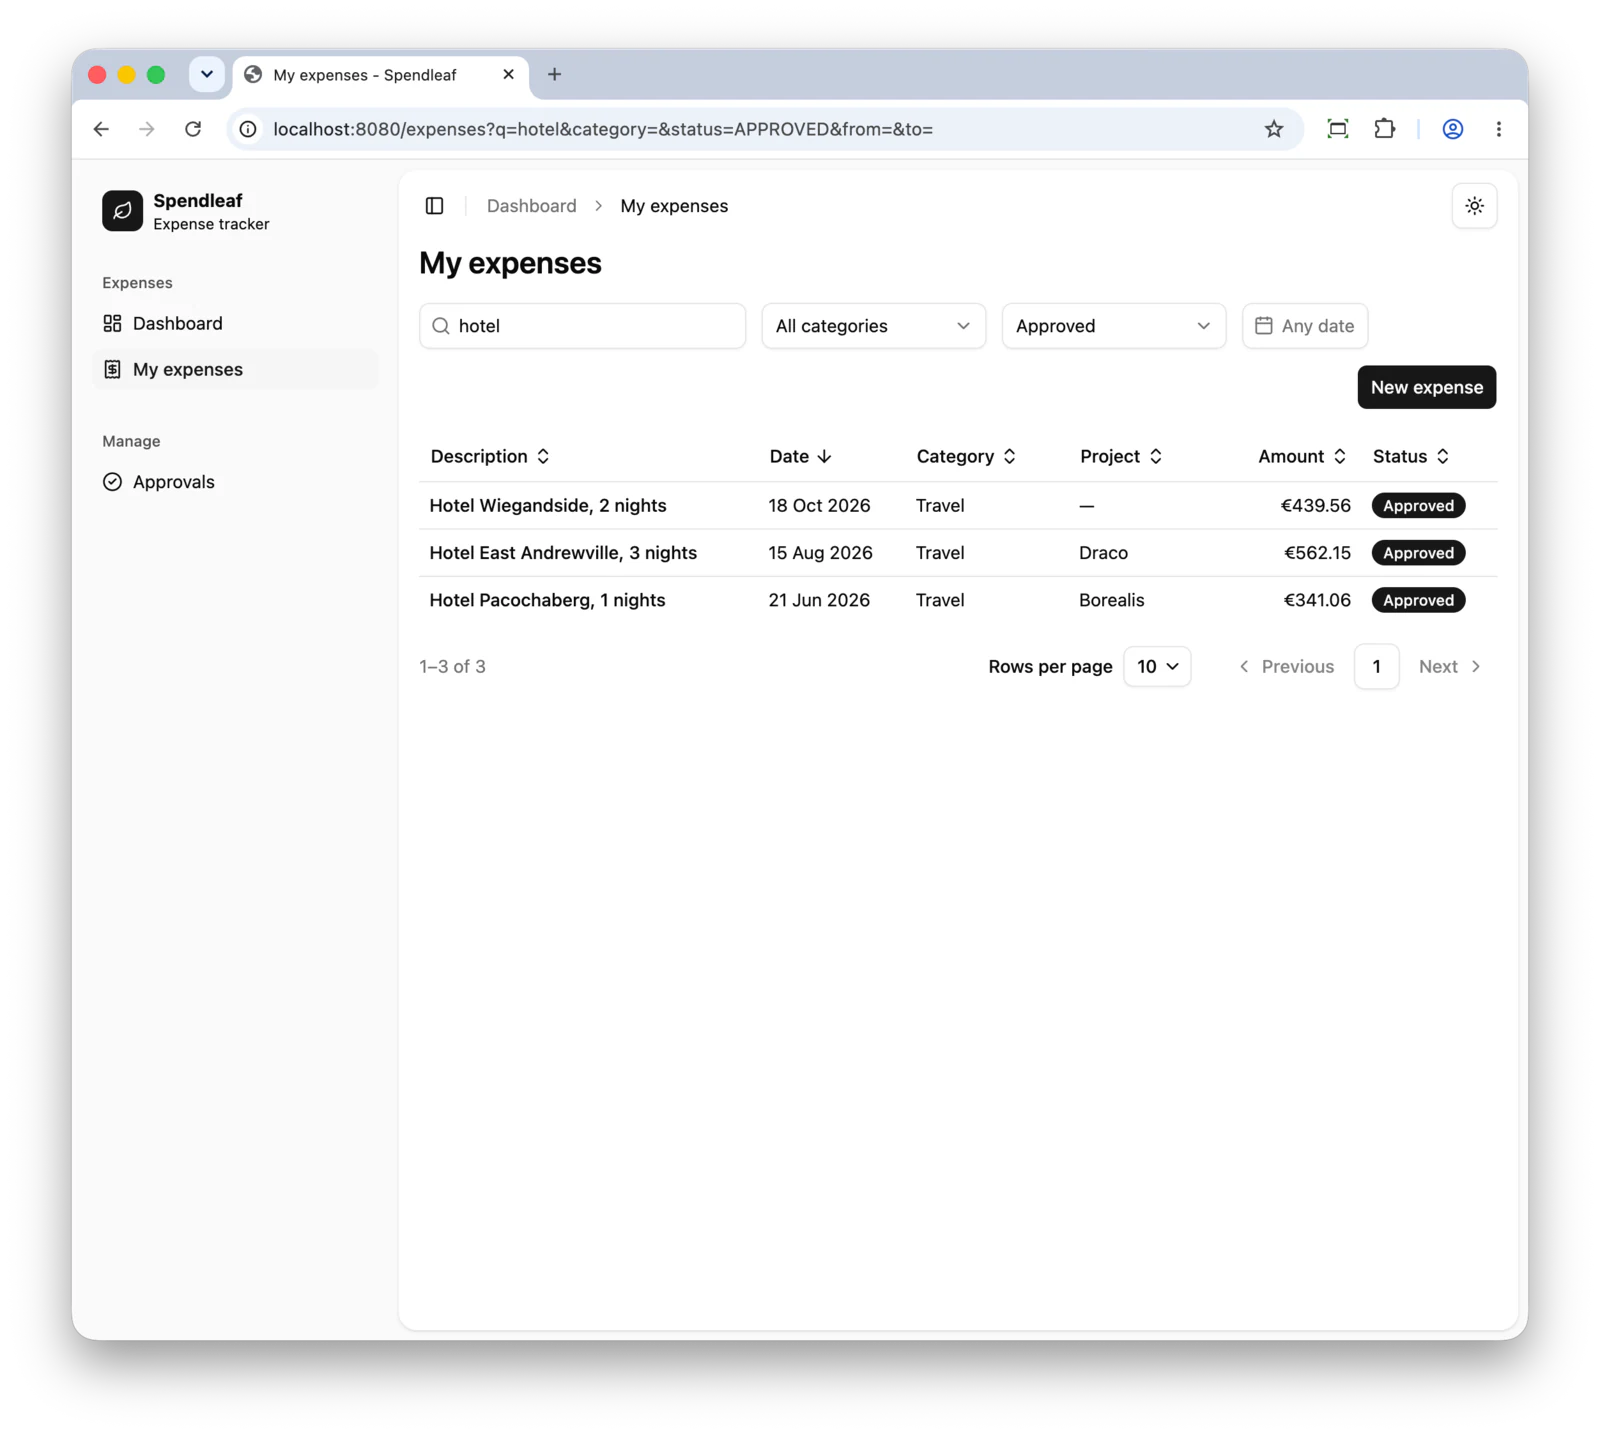 My expenses - Spendleaf
localhost:8080/expenses?q=hotel&category=&status=APPROVED&from=&to=
Spendleaf
Expense tracker
Expenses
Dashboard
My expenses
Manage
Approvals
Dashboard > My expenses
My expenses
hotel All categories Approved Any date
New expense
Description Date Category Project Amount Status
Hotel Wiegandside, 2 nights 18 Oct 2026 Travel — €439.56 Approved
Hotel East Andrewville, 3 nights 15 Aug 2026 Travel Draco €562.15 Approved
Hotel Pacochaberg, 1 nights 21 Jun 2026 Travel Borealis €341.06 Approved
1–3 of 3 Rows per page 10 Previous 1 Next